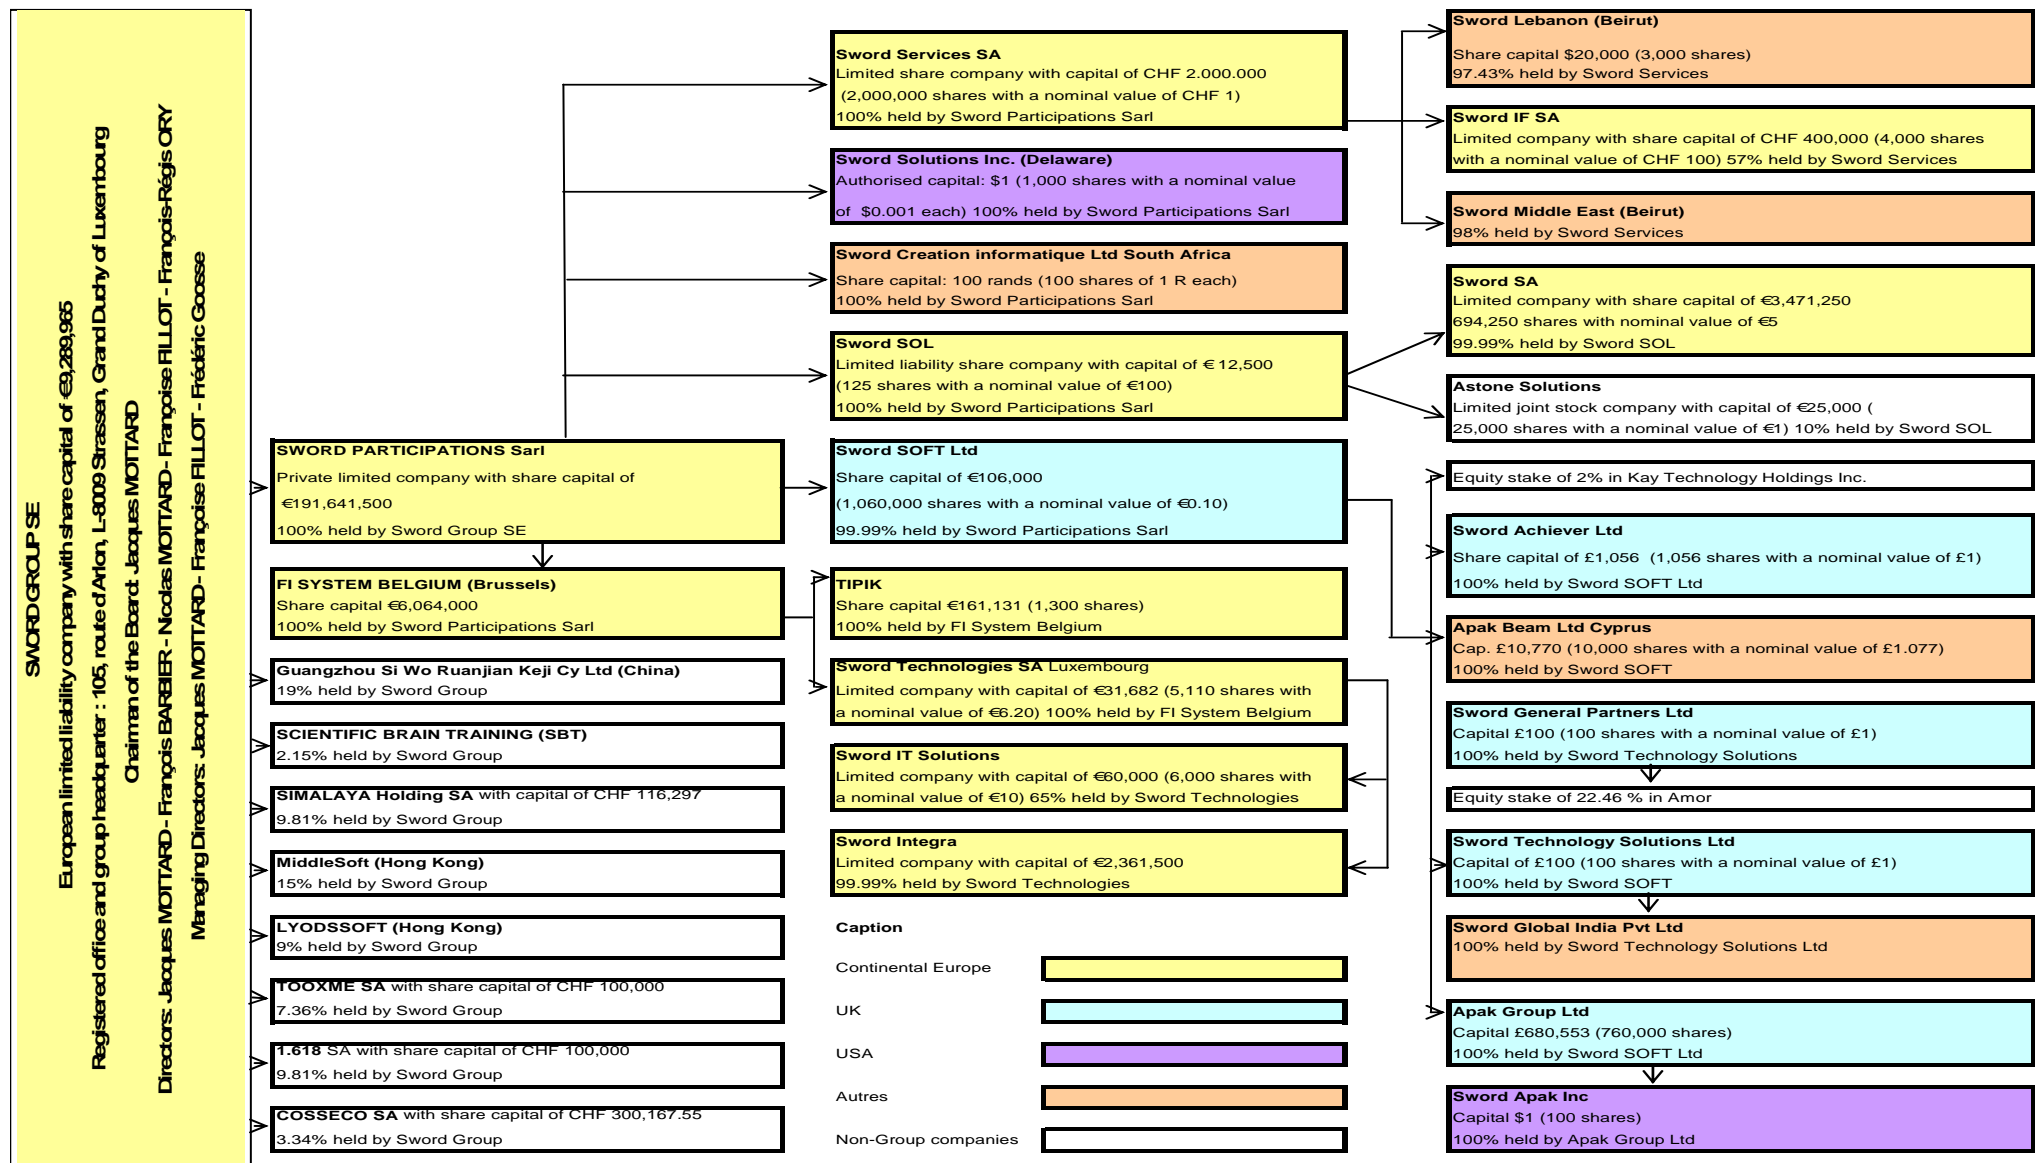 SWORD GROUP SE
European limited liability company with share capital of €9,289,965
Registered office and group headquarter : 105, route d'Arlon, L-8009 Strassen, Grand Duchy of Luxembourg
Chairman of the Board: Jacques MOTTARD
Directors: Jacques MOTTARD - François BARBIER - Nicolas MOTTARD - Françoise FILLOT - François-Régis ORY
Managing Directors: Jacques MOTTARD - Françoise FILLOT - Frédéric Goosse
SWORD PARTICIPATIONS Sarl
Private limited company with share capital of
€191,641,500
100% held by Sword Group SE
FI SYSTEM BELGIUM (Brussels)
Share capital €6,064,000
100% held by Sword Participations Sarl
Guangzhou Si Wo Ruanjian Keji Cy Ltd (China)
19% held by Sword Group
SCIENTIFIC BRAIN TRAINING (SBT)
2.15% held by Sword Group
SIMALAYA Holding SA with capital of CHF 116,297
9.81% held by Sword Group
MiddleSoft (Hong Kong)
15% held by Sword Group
LYODSSOFT (Hong Kong)
9% held by Sword Group
TOOXME SA with share capital of CHF 100,000
7.36% held by Sword Group
1.618 SA with share capital of CHF 100,000
9.81% held by Sword Group
COSSECO SA with share capital of CHF 300,167.55
3.34% held by Sword Group
Sword Services SA
Limited share company with capital of CHF 2.000.000
(2,000,000 shares with a nominal value of CHF 1)
100% held by Sword Participations Sarl
Sword Solutions Inc. (Delaware)
Authorised capital: $1 (1,000 shares with a nominal value
of $0.001 each) 100% held by Sword Participations Sarl
Sword Creation informatique Ltd South Africa
Share capital: 100 rands (100 shares of 1 R each)
100% held by Sword Participations Sarl
Sword SOL
Limited liability share company with capital of € 12,500
(125 shares with a nominal value of €100)
100% held by Sword Participations Sarl
Sword SOFT Ltd
Share capital of €106,000
(1,060,000 shares with a nominal value of €0.10)
99.99% held by Sword Participations Sarl
TIPIK
Share capital €161,131 (1,300 shares)
100% held by FI System Belgium
Sword Technologies SA Luxembourg
Limited company with capital of €31,682 (5,110 shares with
a nominal value of €6.20) 100% held by FI System Belgium
Sword IT Solutions
Limited company with capital of €60,000 (6,000 shares with
a nominal value of €10) 65% held by Sword Technologies
Sword Integra
Limited company with capital of €2,361,500
99.99% held by Sword Technologies
Caption
Continental Europe
UK
USA
Autres
Non-Group companies
Sword Lebanon (Beirut)
Share capital $20,000 (3,000 shares)
97.43% held by Sword Services
Sword IF SA
Limited company with share capital of CHF 400,000 (4,000 shares
with a nominal value of CHF 100) 57% held by Sword Services
Sword Middle East (Beirut)
98% held by Sword Services
Sword SA
Limited company with share capital of €3,471,250
694,250 shares with nominal value of €5
99.99% held by Sword SOL
Astone Solutions
Limited joint stock company with capital of €25,000 (
25,000 shares with a nominal value of €1) 10% held by Sword SOL
Equity stake of 2% in Kay Technology Holdings Inc.
Sword Achiever Ltd
Share capital of £1,056 (1,056 shares with a nominal value of £1)
100% held by Sword SOFT Ltd
Apak Beam Ltd Cyprus
Cap. £10,770 (10,000 shares with a nominal value of £1.077)
100% held by Sword SOFT
Sword General Partners Ltd
Capital £100 (100 shares with a nominal value of £1)
100% held by Sword Technology Solutions
Equity stake of 22.46 % in Amor
Sword Technology Solutions Ltd
Capital of £100 (100 shares with a nominal value of £1)
100% held by Sword SOFT
Sword Global India Pvt Ltd
100% held by Sword Technology Solutions Ltd
Apak Group Ltd
Capital £680,553 (760,000 shares)
100% held by Sword SOFT Ltd
Sword Apak Inc
Capital $1 (100 shares)
100% held by Apak Group Ltd